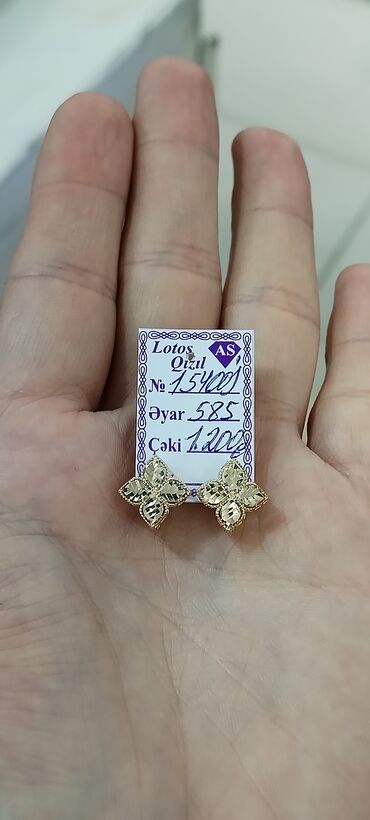 Lotos
Qızıl
AS
№ 154001
Əyar 585
Çəki 1.200